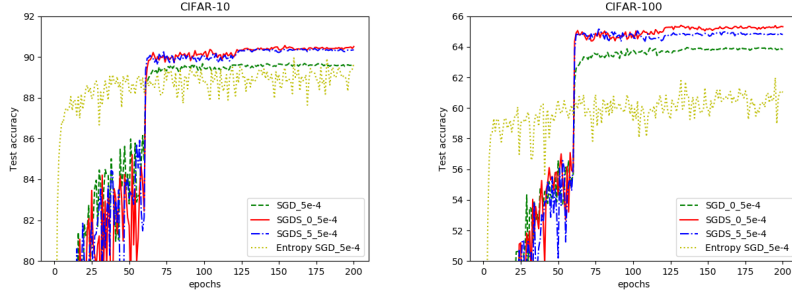 CIFAR-10
Test accuracy
92
90
88
86
84
82
80
0 25 50 75 100 125 150 175 200
epochs
SGD_5e-4
SGDS_0_5e-4
SGDS_5_5e-4
Entropy SGD_5e-4
CIFAR-100
Test accuracy
66
64
62
60
58
56
54
52
50
0 25 50 75 100 125 150 175 200
epochs
SGD_0_5e-4
SGDS_0_5e-4
SGDS_5_5e-4
Entropy SGD_5e-4